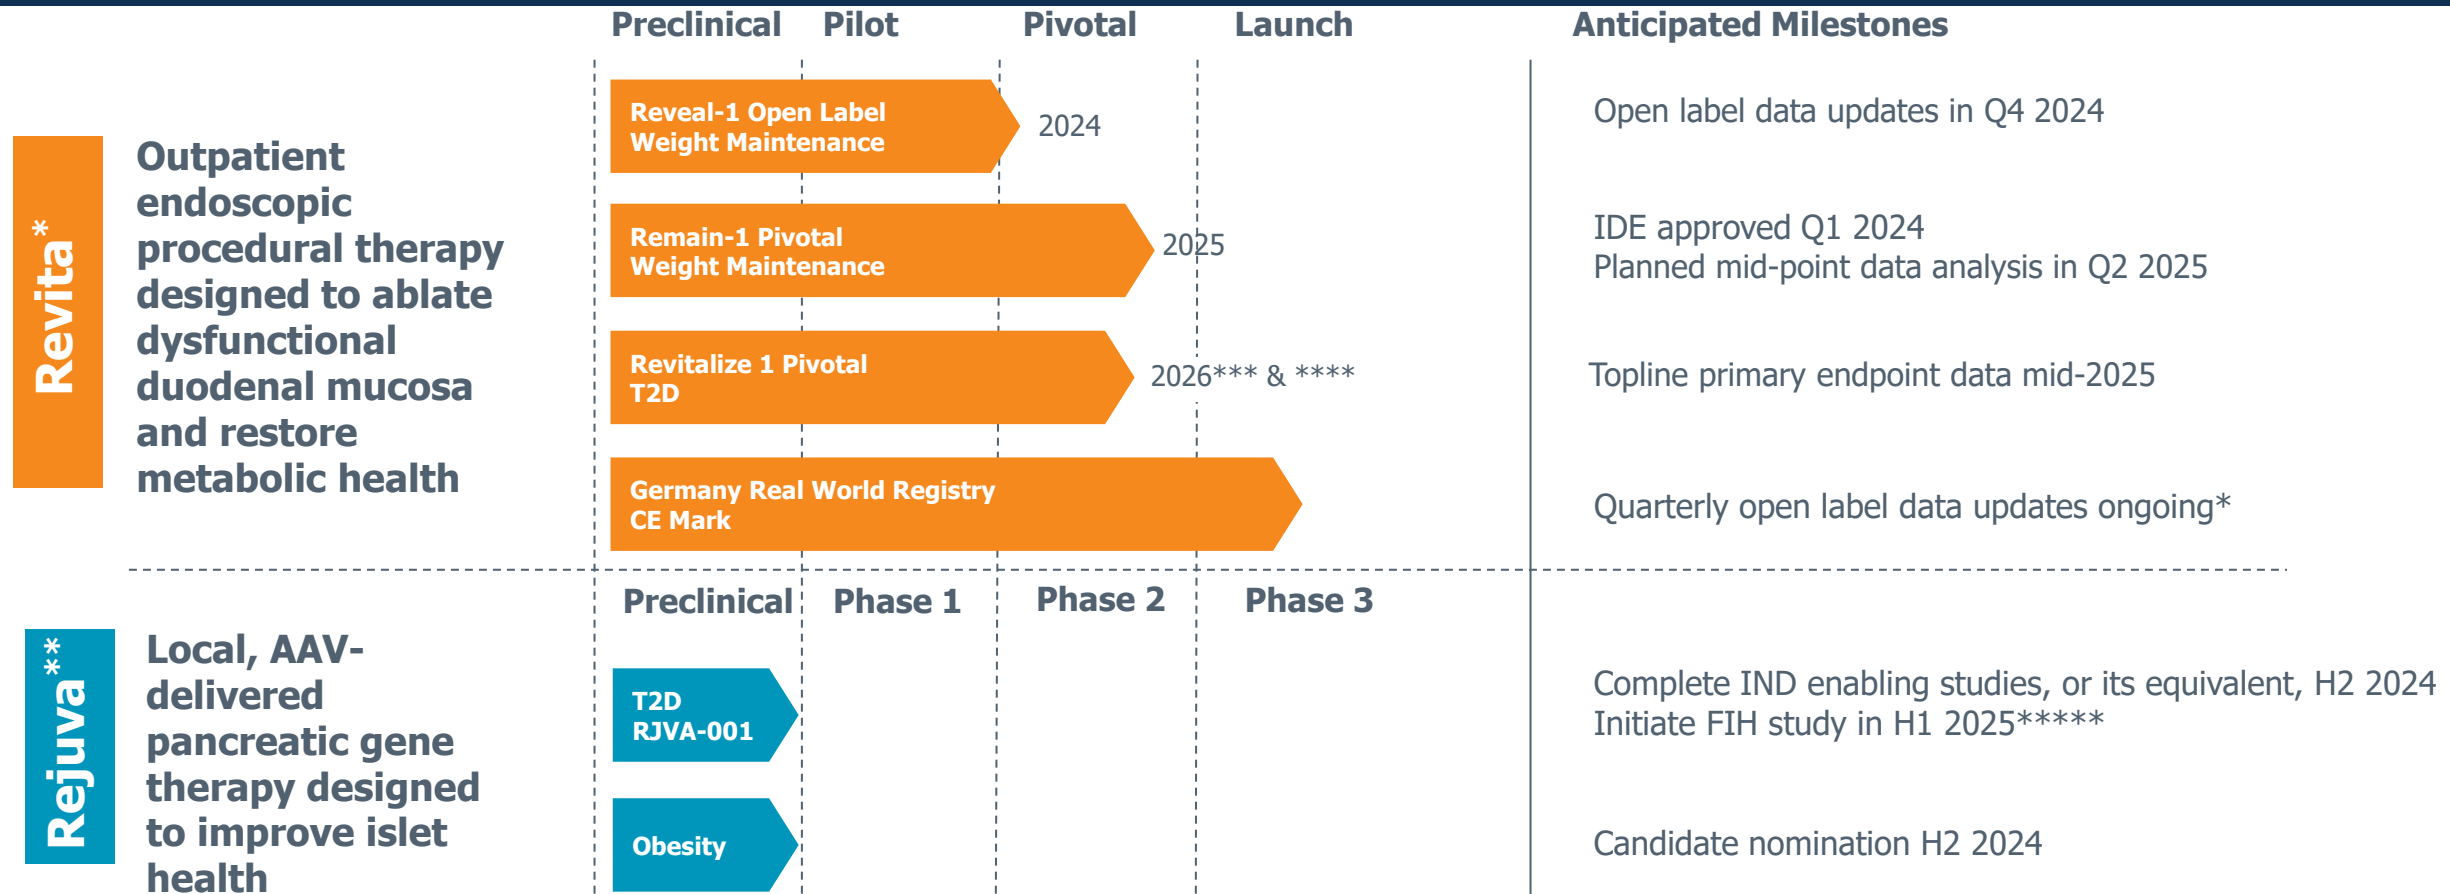 Preclinical Pilot Pivotal Launch Anticipated Milestones
Revita*
Outpatient
endoscopic
procedural therapy
designed to ablate
dysfunctional
duodenal mucosa
and restore
metabolic health
Reveal-1 Open Label
Weight Maintenance
2024
Open label data updates in Q4 2024
Remain-1 Pivotal
Weight Maintenance
2025
IDE approved Q1 2024
Planned mid-point data analysis in Q2 2025
Revitalize 1 Pivotal
T2D
2026*** & ****
Topline primary endpoint data mid-2025
Germany Real World Registry
CE Mark
Quarterly open label data updates ongoing*
Preclinical Phase 1 Phase 2 Phase 3
Rejuva**
Local, AAV-
delivered
pancreatic gene
therapy designed
to improve islet
health
T2D
RJVA-001
Complete IND enabling studies, or its equivalent, H2 2024
Initiate FIH study in H1 2025*****
Obesity
Candidate nomination H2 2024